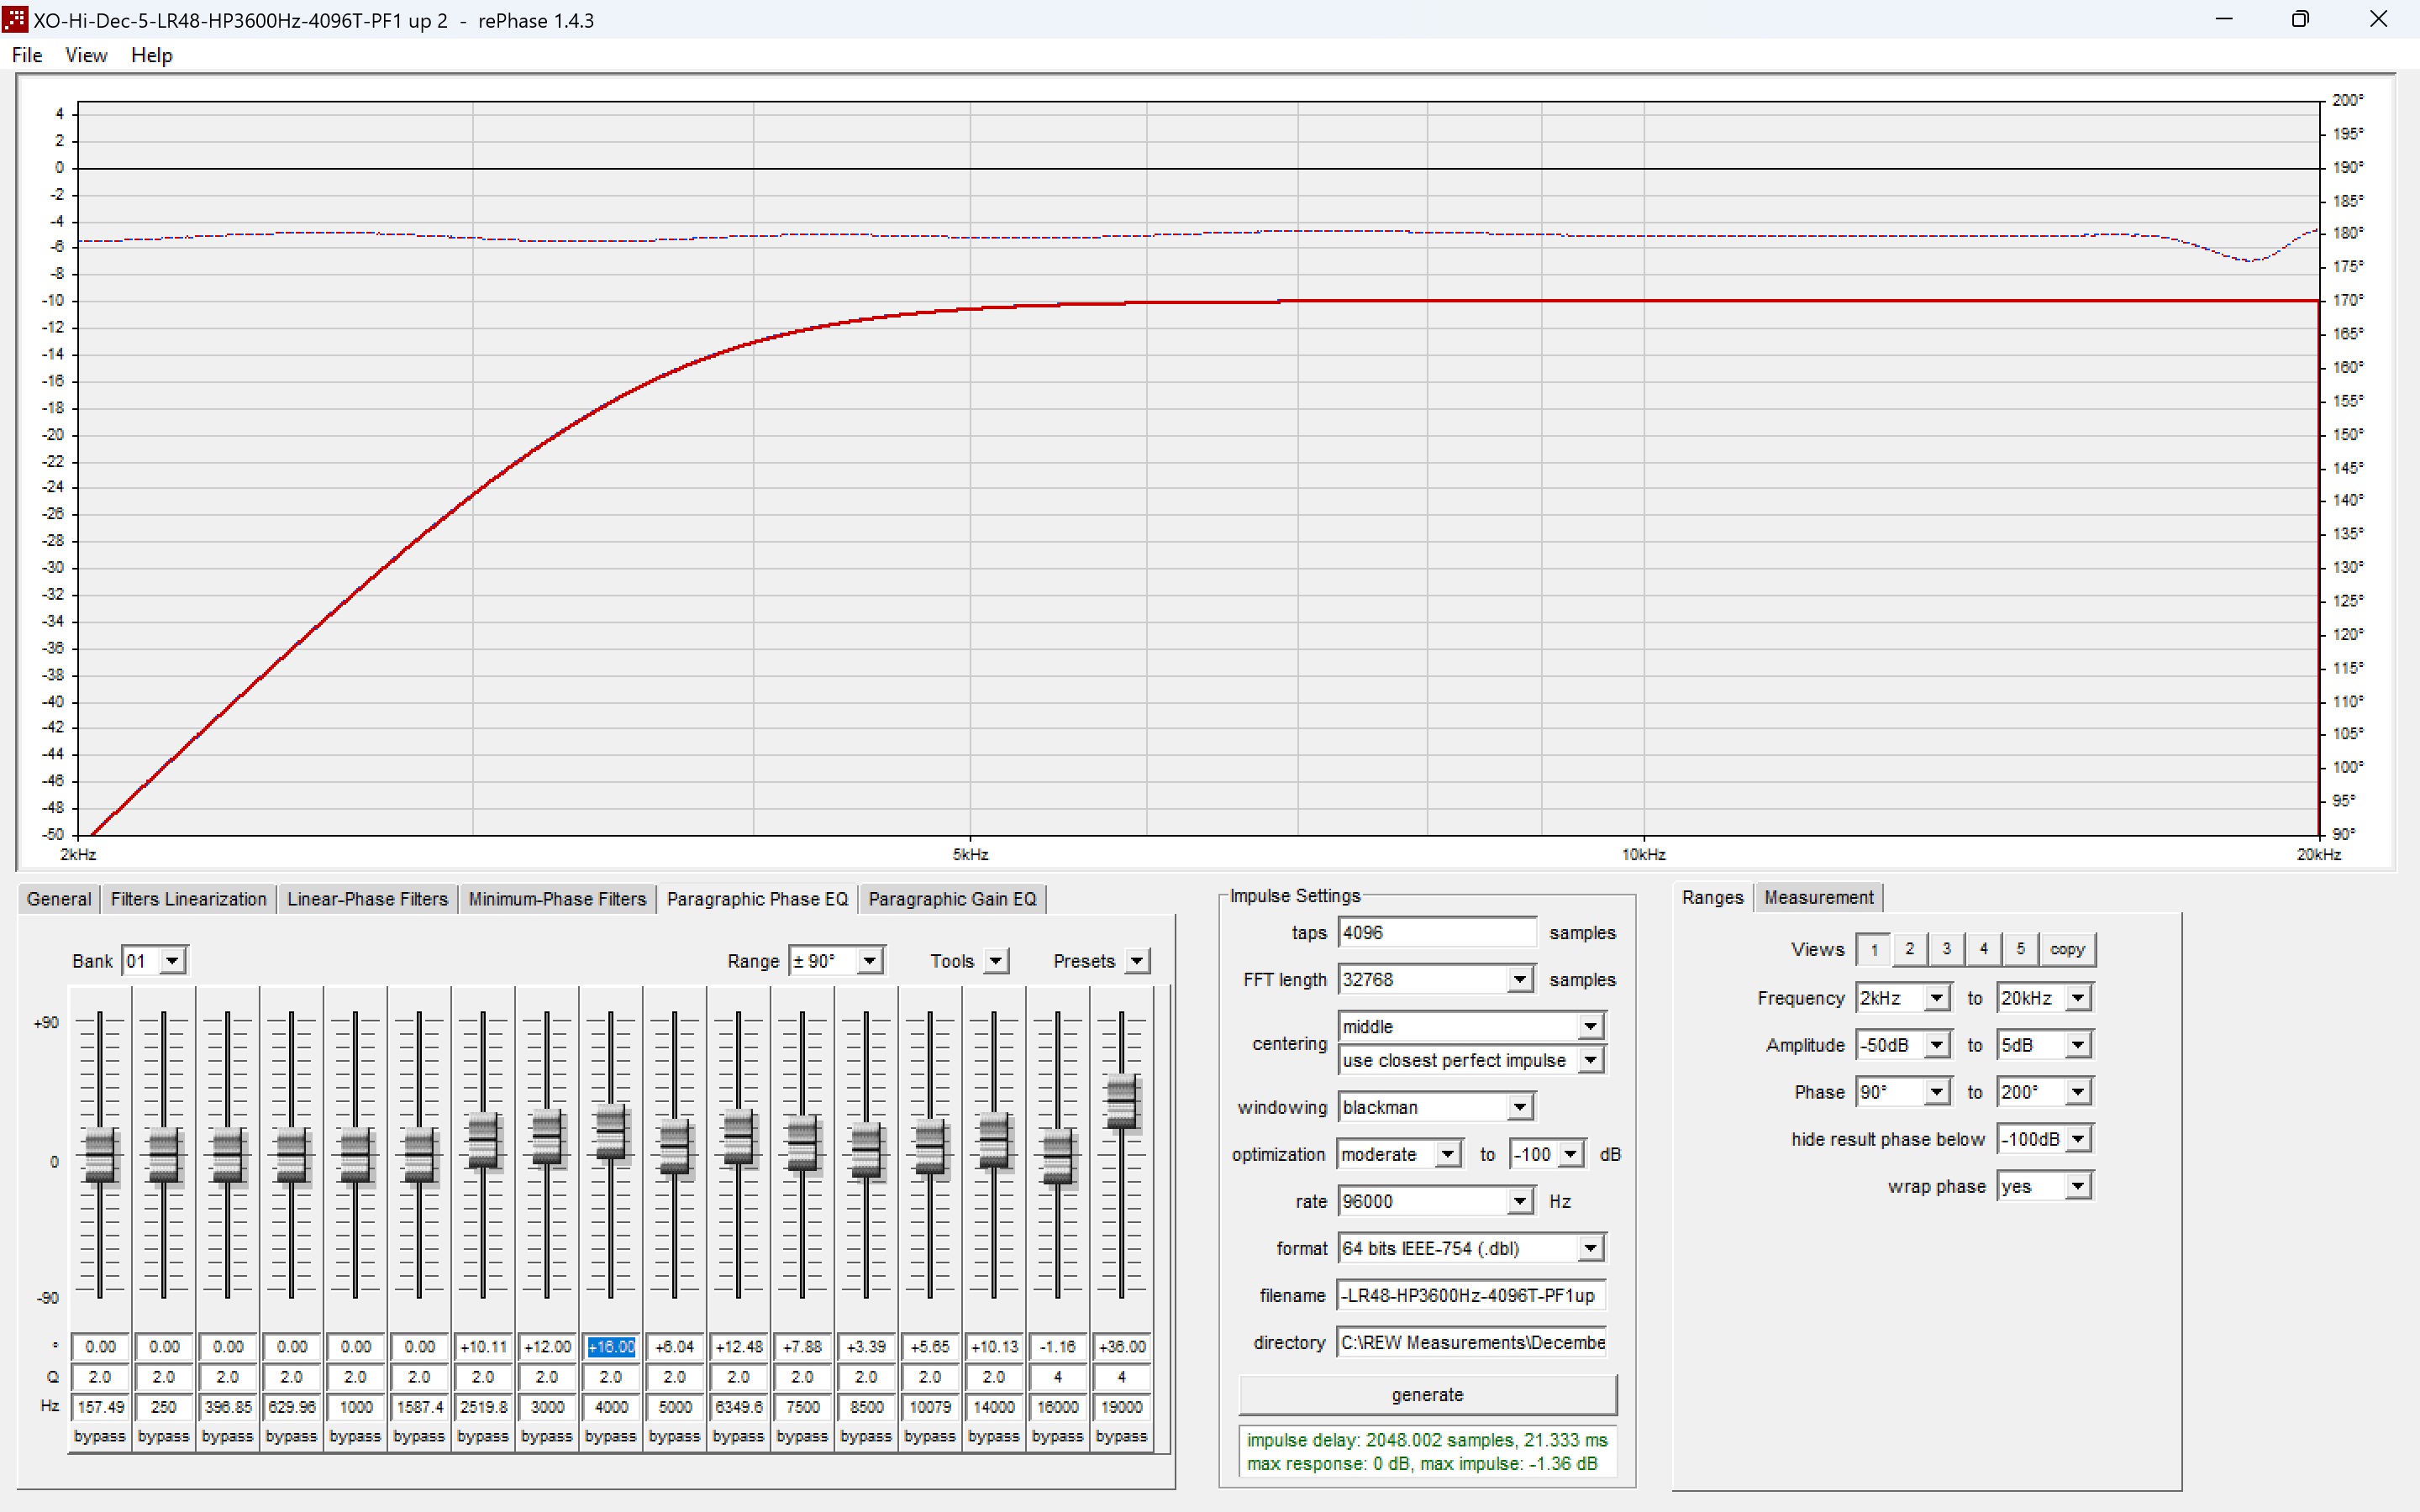 XO-Hi-Dec-5-LR48-HP3600Hz-4096T-PF1 up 2 - rePhase 1.4.3
File View Help
4 200°
2 195°
0 190°
-2 185°
-4 180°
-6 175°
-8 170°
-10 165°
-12 160°
-14 155°
-16 150°
-18 145°
-20 140°
-22 135°
-24 130°
-26 125°
-28 120°
-30 115°
-32 110°
-34 105°
-36 100°
-38 95°
-40 90°
-42
-44
-46
-48
-50
2kHz 5kHz 10kHz 20kHz
General Filters Linearization Linear-Phase Filters Minimum-Phase Filters Paragraphic Phase EQ Paragraphic Gain EQ
Bank 01 Range ± 90° Tools Presets
+90
0
-90
° 0.00 0.00 0.00 0.00 0.00 0.00 +10.11 +12.00 +16.00 +6.04 +12.48 +7.88 +3.39 +5.65 +10.13 -1.16 +36.00
Q 2.0 2.0 2.0 2.0 2.0 2.0 2.0 2.0 2.0 2.0 2.0 2.0 2.0 2.0 2.0 4 4
Hz 157.49 250 396.85 629.96 1000 1587.4 2519.8 3000 4000 5000 6349.6 7500 8500 10079 14000 16000 19000
bypass bypass bypass bypass bypass bypass bypass bypass bypass bypass bypass bypass bypass bypass bypass bypass bypass
Impulse Settings
taps 4096 samples
FFT length 32768 samples
centering middle
use closest perfect impulse
windowing blackman
optimization moderate to -100 dB
rate 96000 Hz
format 64 bits IEEE-754 (.dbl)
filename -LR48-HP3600Hz-4096T-PF1up
directory C:\REW Measurements\Decembe
generate
impulse delay: 2048.002 samples, 21.333 ms
max response: 0 dB, max impulse: -1.36 dB
Ranges Measurement
Views 1 2 3 4 5 copy
Frequency 2kHz to 20kHz
Amplitude -50dB to 5dB
Phase 90° to 200°
hide result phase below -100dB
wrap phase yes